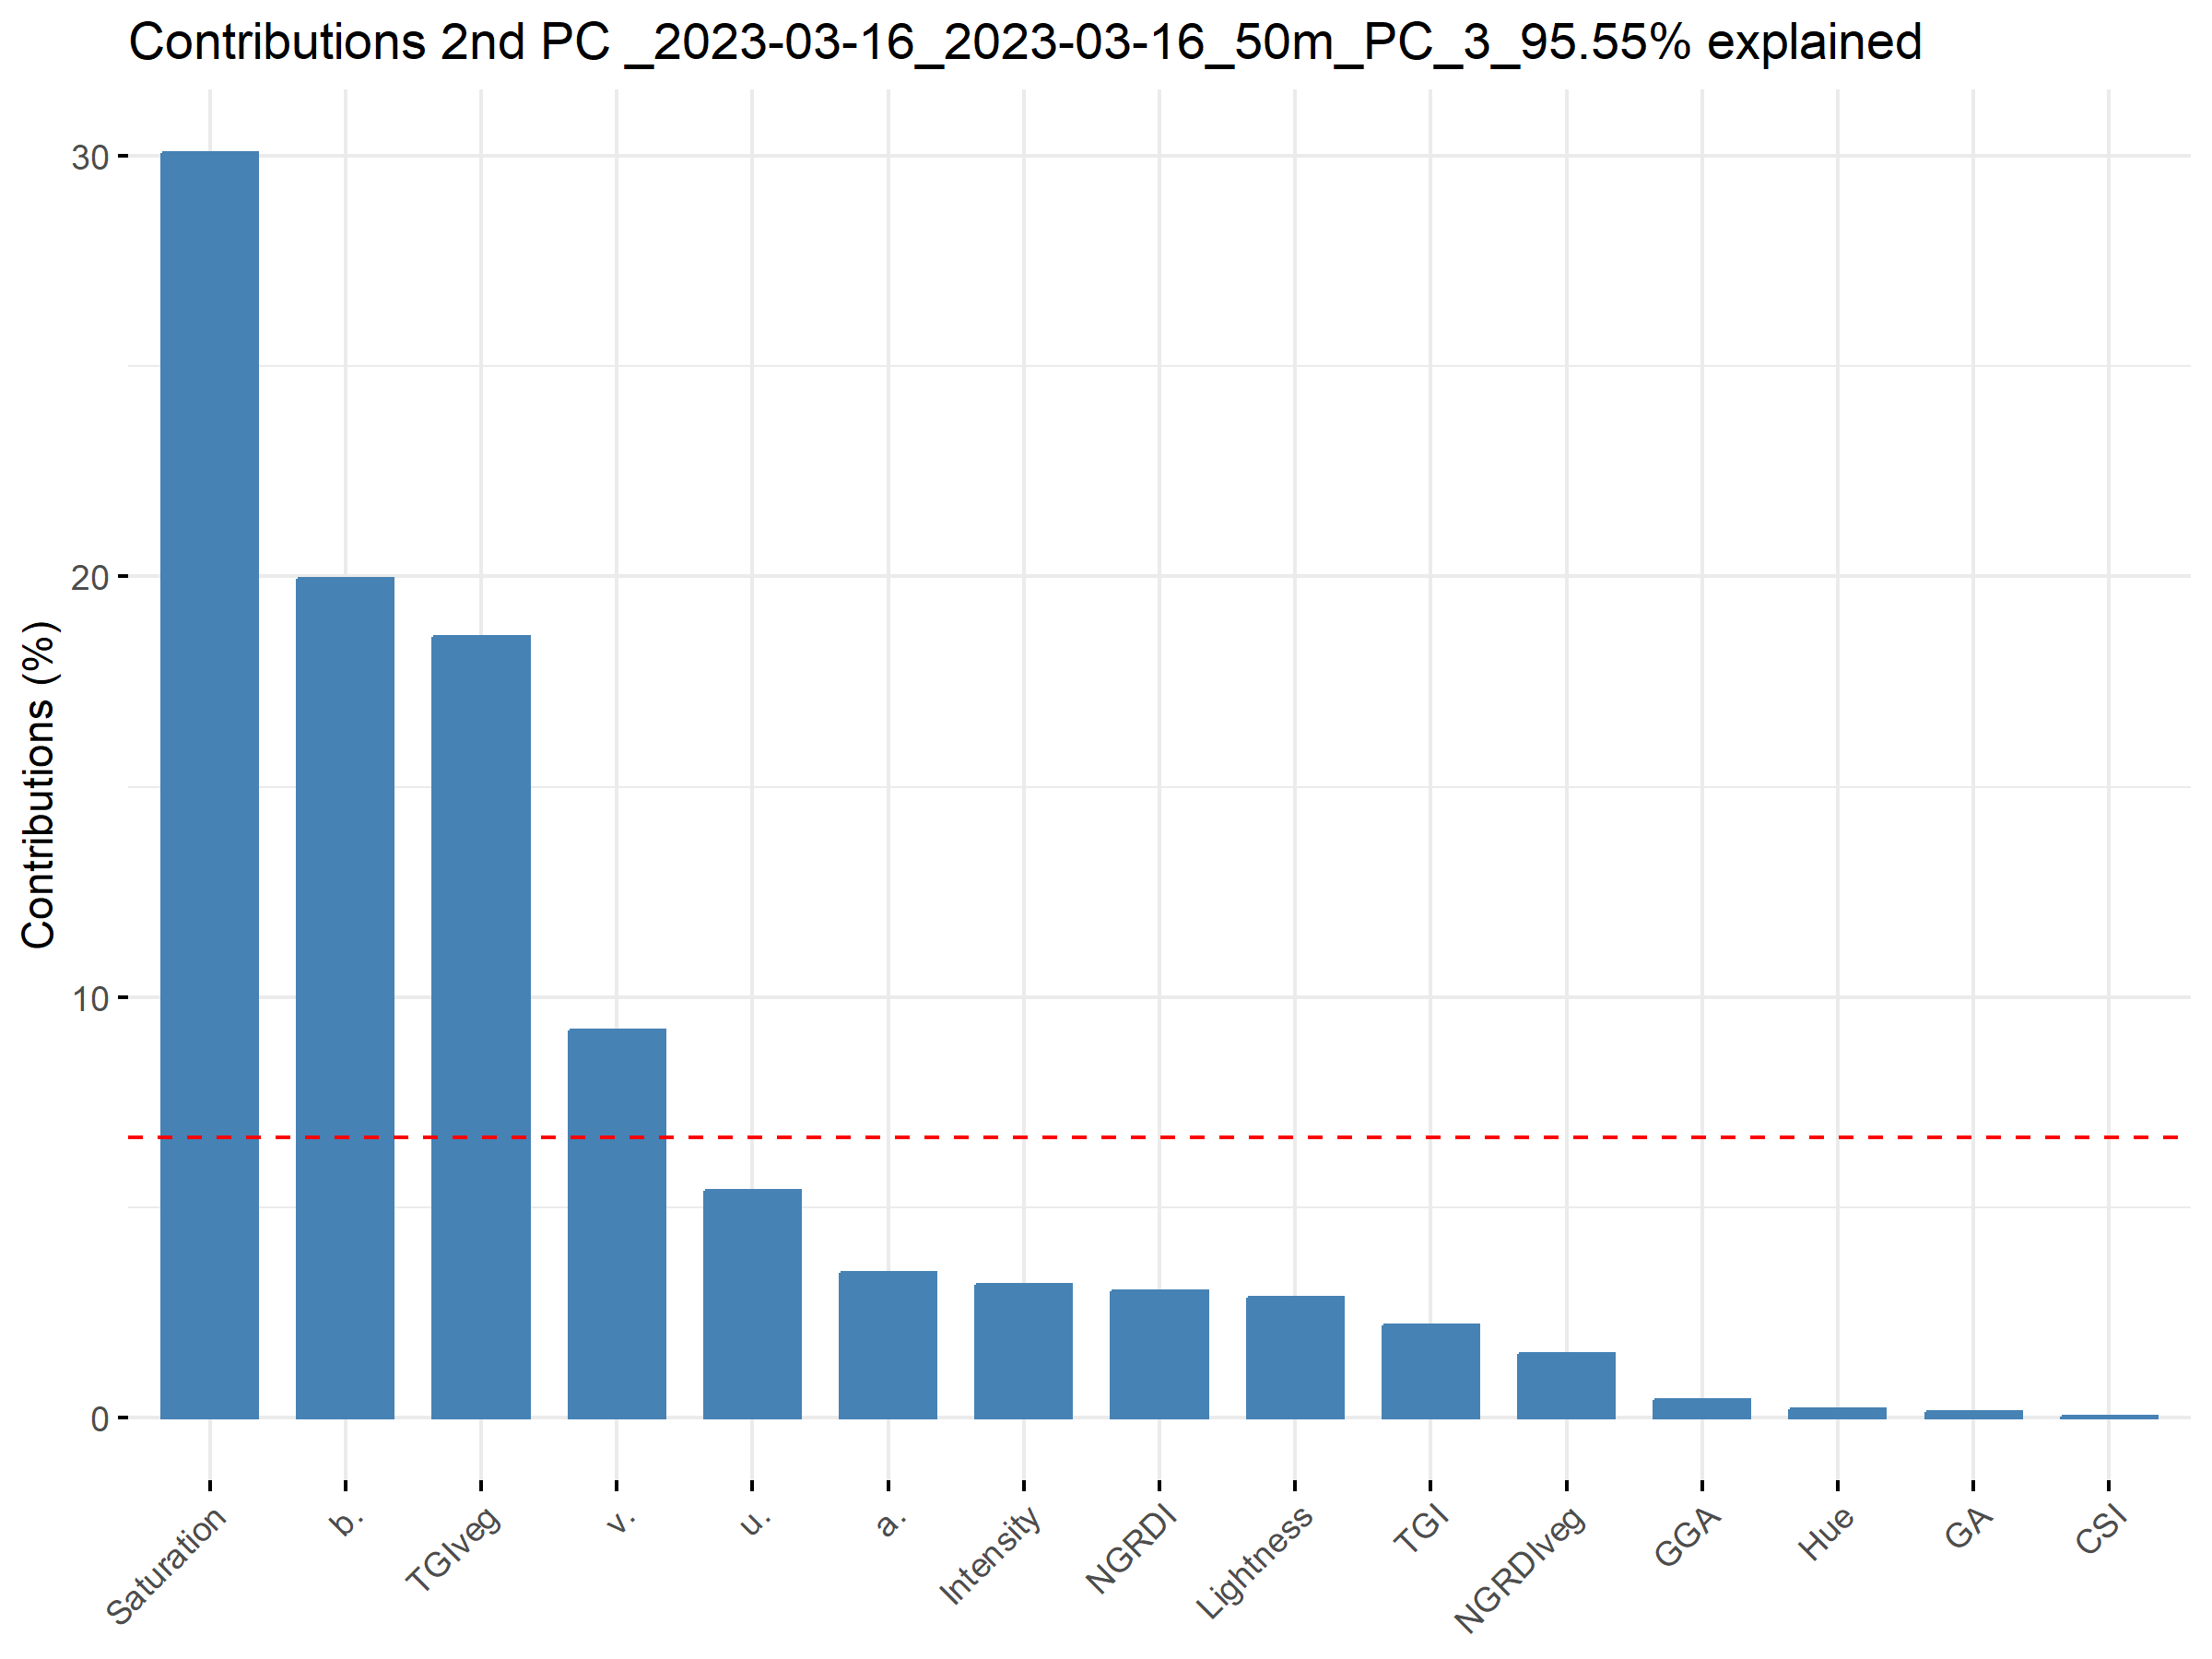 Contributions 2nd PC _2023-03-16_2023-03-16_50m_PC_3_95.55% explained
Contributions (%)
30
20
10
0
Saturation
b.
TGIveg
v.
u.
a.
Intensity
NGRDI
Lightness
TGI
NGRDIveg
GGA
Hue
GA
CSI